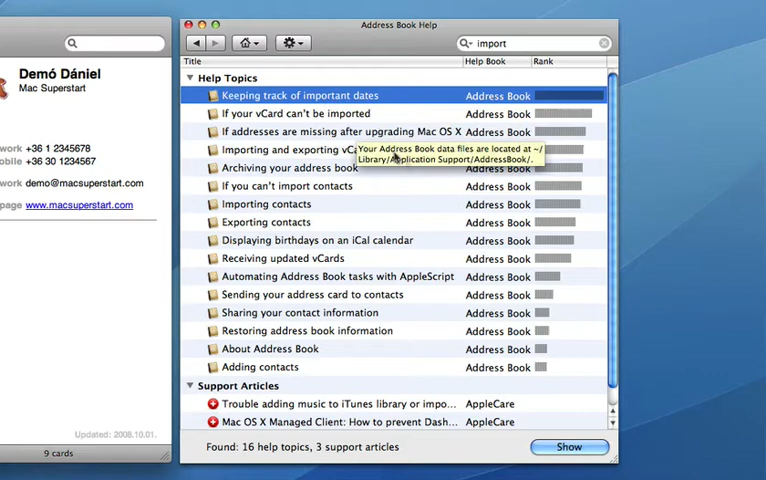 Address Book Help
import
Demó Dániel
Mac Superstart
work +36 1 2345678
obile +36 30 1234567
work demo@macsuperstart.com
page www.macsuperstart.com
Updated: 2008.10.01.
9 cards
Title Help Book Rank
Help Topics
Keeping track of important dates Address Book
If your vCard can't be imported Address Book
If addresses are missing after upgrading Mac OS X Address Book
Importing and exporting vCa Address Book
Your Address Book data files are located at ~/
Library/Application Support/AddressBook/.
Archiving your address book Address Book
If you can't import contacts Address Book
Importing contacts Address Book
Exporting contacts Address Book
Displaying birthdays on an iCal calendar Address Book
Receiving updated vCards Address Book
Automating Address Book tasks with AppleScript Address Book
Sending your address card to contacts Address Book
Sharing your contact information Address Book
Restoring address book information Address Book
About Address Book Address Book
Adding contacts Address Book
Support Articles
Trouble adding music to iTunes library or impo... AppleCare
Mac OS X Managed Client: How to prevent Dash... AppleCare
Found: 16 help topics, 3 support articles
Show